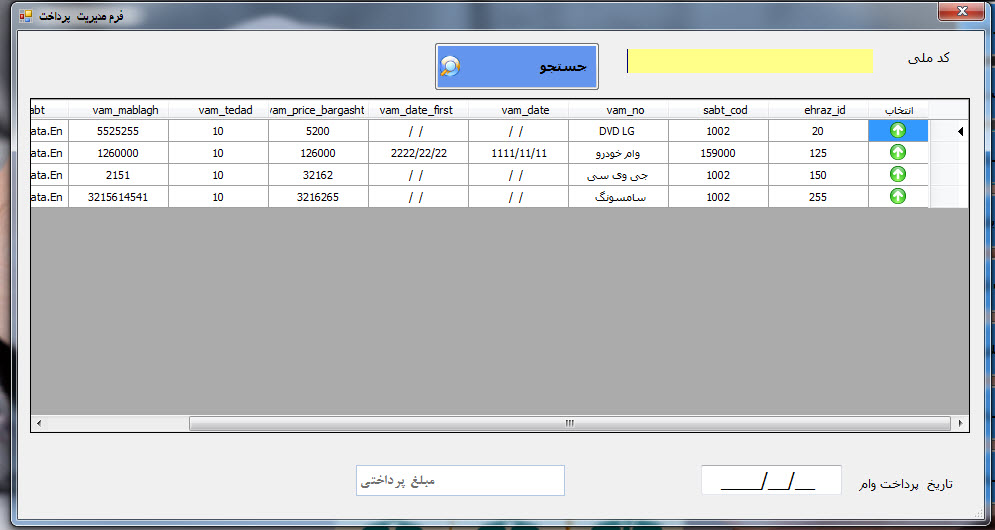 فرم مدیریت پرداخت
کد ملی
جستجو
انتخاب ehraz_id sabt_cod vam_no vam_date vam_date_first vam_price_bargasht vam_tedad vam_mablagh abt
20 1002 DVD LG / / / / 5200 10 5525255 ata.En
125 159000 وام خودرو 1111/11/11 2222/22/22 126000 10 1260000 ata.En
150 1002 جی وی سی / / / / 32162 10 2151 ata.En
255 1002 سامسونگ / / / / 3216265 10 3215614541 ata.En
تاریخ پرداخت وام ____/__/__ مبلغ پرداختی